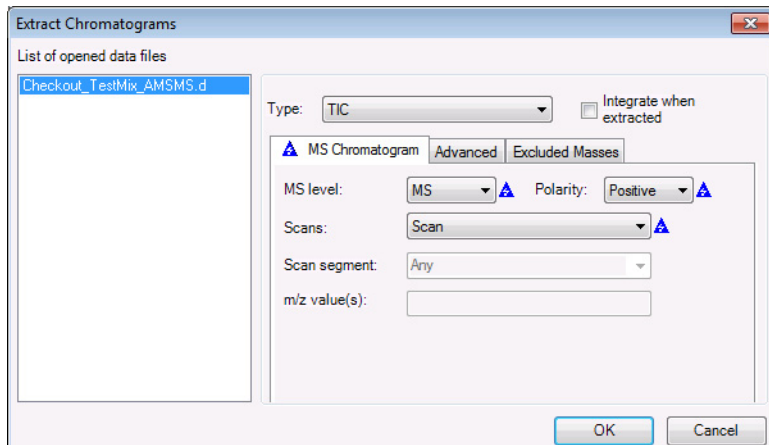 Extract Chromatograms
List of opened data files
Checkout_TestMix_AMSMS.d
Type: TIC
Integrate when
extracted
MS Chromatogram Advanced Excluded Masses
MS level: MS Polarity: Positive
Scans: Scan
Scan segment: Any
m/z value(s):
OK Cancel